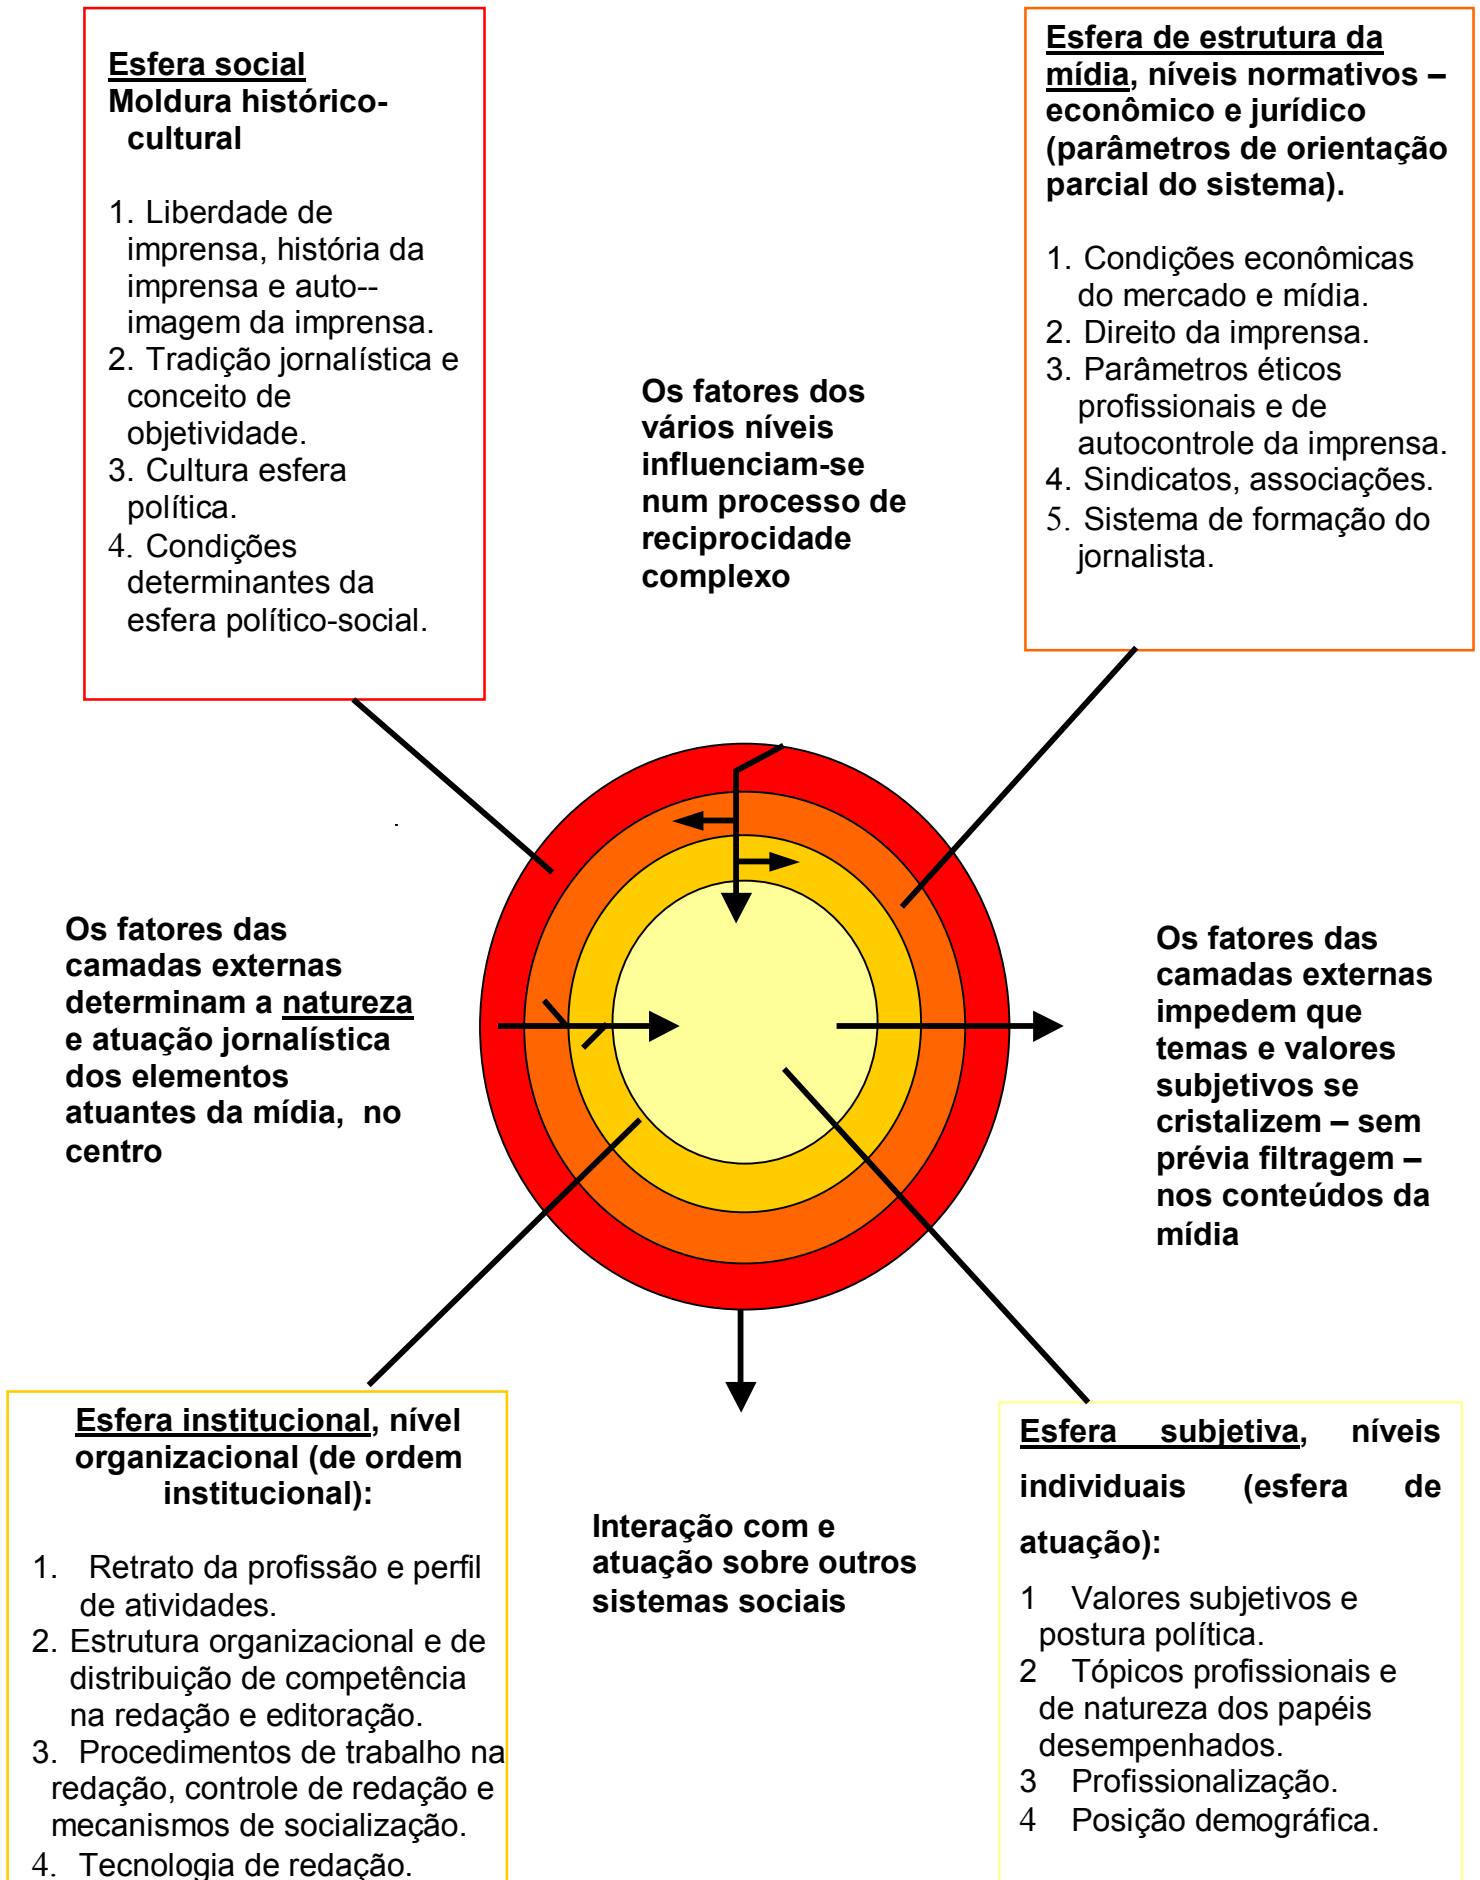 Esfera social
Moldura histórico-
cultural
1. Liberdade de
imprensa, história da
imprensa e auto--
imagem da imprensa.
2. Tradição jornalística e
conceito de
objetividade.
3. Cultura esfera
política.
4. Condições
determinantes da
esfera político-social.
Esfera de estrutura da
mídia, níveis normativos –
econômico e jurídico
(parâmetros de orientação
parcial do sistema).
1. Condições econômicas
do mercado e mídia.
2. Direito da imprensa.
3. Parâmetros éticos
profissionais e de
autocontrole da imprensa.
4. Sindicatos, associações.
5. Sistema de formação do
jornalista.
Os fatores dos
vários níveis
influenciam-se
num processo de
reciprocidade
complexo
Os fatores das
camadas externas
determinam a natureza
e atuação jornalística
dos elementos
atuantes da mídia,  no
centro
Os fatores das
camadas externas
impedem que
temas e valores
subjetivos se
cristalizem – sem
prévia filtragem –
nos conteúdos da
mídia
Esfera institucional, nível
organizacional (de ordem
institucional):
1. Retrato da profissão e perfil
de atividades.
2. Estrutura organizacional e de
distribuição de competência
na redação e editoração.
3. Procedimentos de trabalho na
redação, controle de redação e
mecanismos de socialização.
4. Tecnologia de redação.
Interação com e
atuação sobre outros
sistemas sociais
Esfera subjetiva, níveis
individuais (esfera de
atuação):
1 Valores subjetivos e
postura política.
2 Tópicos profissionais e
de natureza dos papéis
desempenhados.
3 Profissionalização.
4 Posição demográfica.